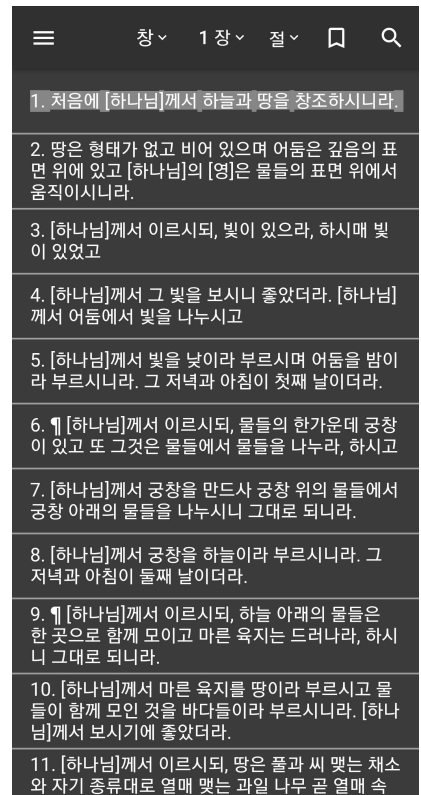 창 1 장 절
1. 처음에 [하나님]께서 하늘과 땅을 창조하시니라.
2. 땅은 형태가 없고 비어 있으며 어둠은 깊음의 표
면 위에 있고 [하나님]의 [영]은 물들의 표면 위에서
움직이시니라.
3. [하나님]께서 이르시되, 빛이 있으라, 하시매 빛
이 있었고
4. [하나님]께서 그 빛을 보시니 좋았더라. [하나님]
께서 어둠에서 빛을 나누시고
5. [하나님]께서 빛을 낮이라 부르시며 어둠을 밤이
라 부르시니라. 그 저녁과 아침이 첫째 날이더라.
6. ¶ [하나님]께서 이르시되, 물들의 한가운데 궁창
이 있고 또 그것은 물들에서 물들을 나누라, 하시고
7. [하나님]께서 궁창을 만드사 궁창 위의 물들에서
궁창 아래의 물들을 나누시니 그대로 되니라.
8. [하나님]께서 궁창을 하늘이라 부르시니라. 그
저녁과 아침이 둘째 날이더라.
9. ¶ [하나님]께서 이르시되, 하늘 아래의 물들은
한 곳으로 함께 모이고 마른 육지는 드러나라, 하시
니 그대로 되니라.
10. [하나님]께서 마른 육지를 땅이라 부르시고 물
들이 함께 모인 것을 바다들이라 부르시니라. [하나
님]께서 보시기에 좋았더라.
11. [하나님]께서 이르시되, 땅은 풀과 씨 맺는 채소
와 자기 종류대로 열매 맺는 과일 나무 곧 열매 속